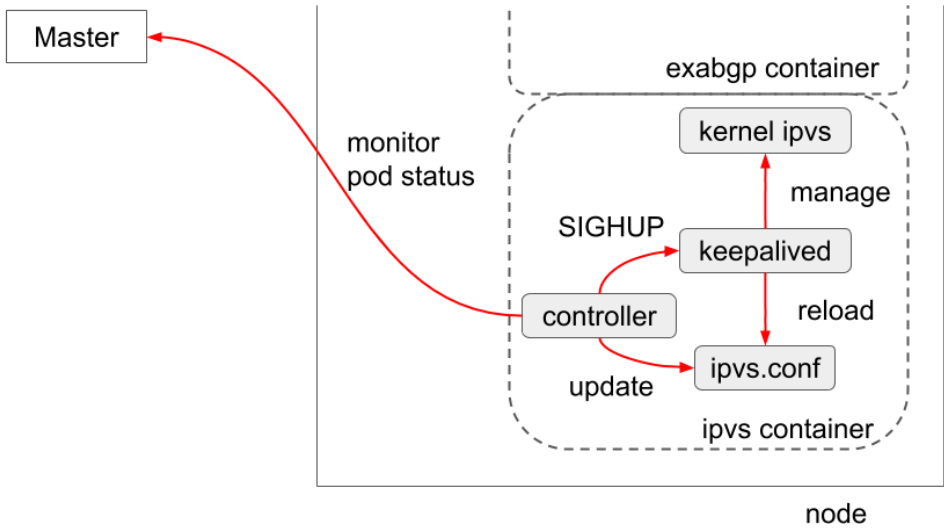 Master
exabgp container
kernel ipvs
monitor
pod status
manage
SIGHUP
keepalived
controller
reload
ipvs.conf
update
ipvs container
node